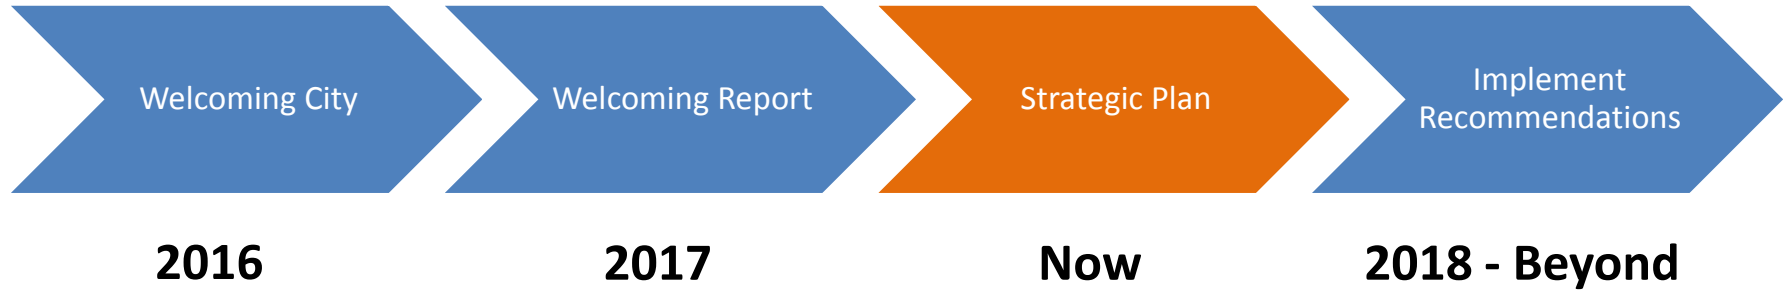 Welcoming City
Welcoming Report
Strategic Plan
Implement
Recommendations
2016
2017
Now
2018 - Beyond